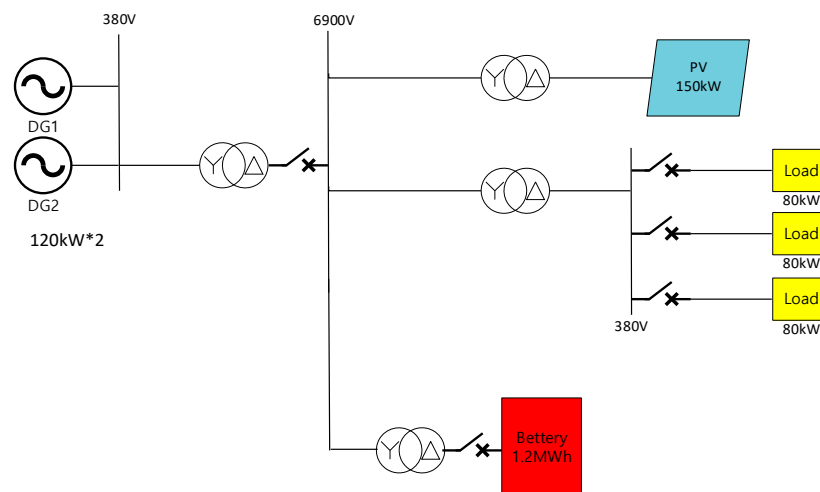 380V
6900V
DG1
DG2
120kW*2
PV
150kW
Load
80kW
Load
80kW
Load
80kW
380V
Bettery
1.2MWh